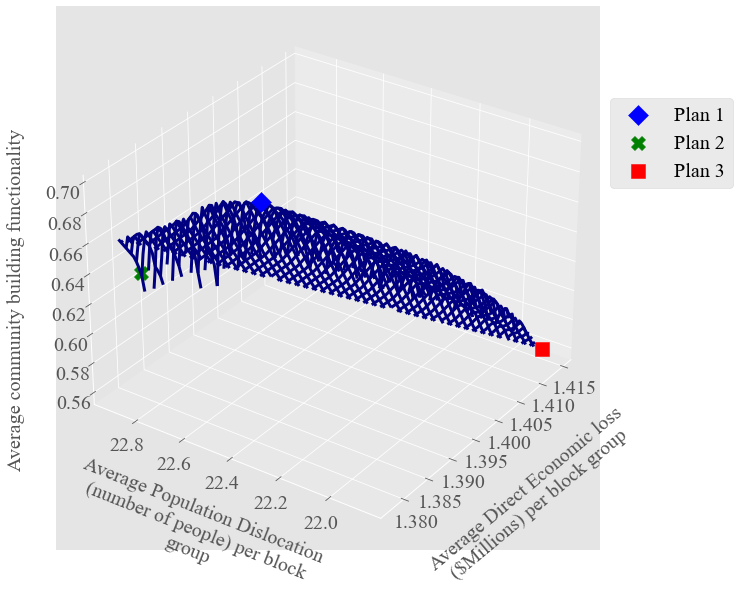 Plan 1
Plan 2
Plan 3
Average community building functionality
0.70
0.68
0.66
0.64
0.62
0.60
0.58
0.56
22.8
22.6
22.4
22.2
22.0
Average Population Dislocation
(number of people) per block
group
1.415
1.410
1.405
1.400
1.395
1.390
1.385
1.380
Average Direct Economic loss
($Millions) per block group